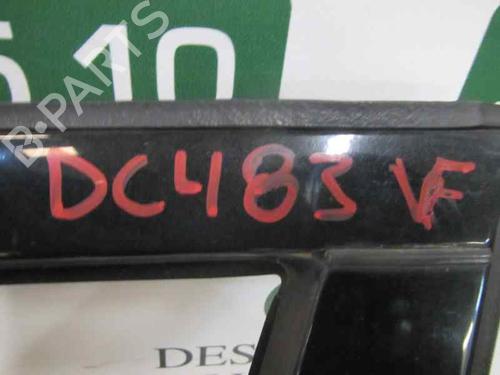 5.10
B-PARTS
DC483 VF
DES